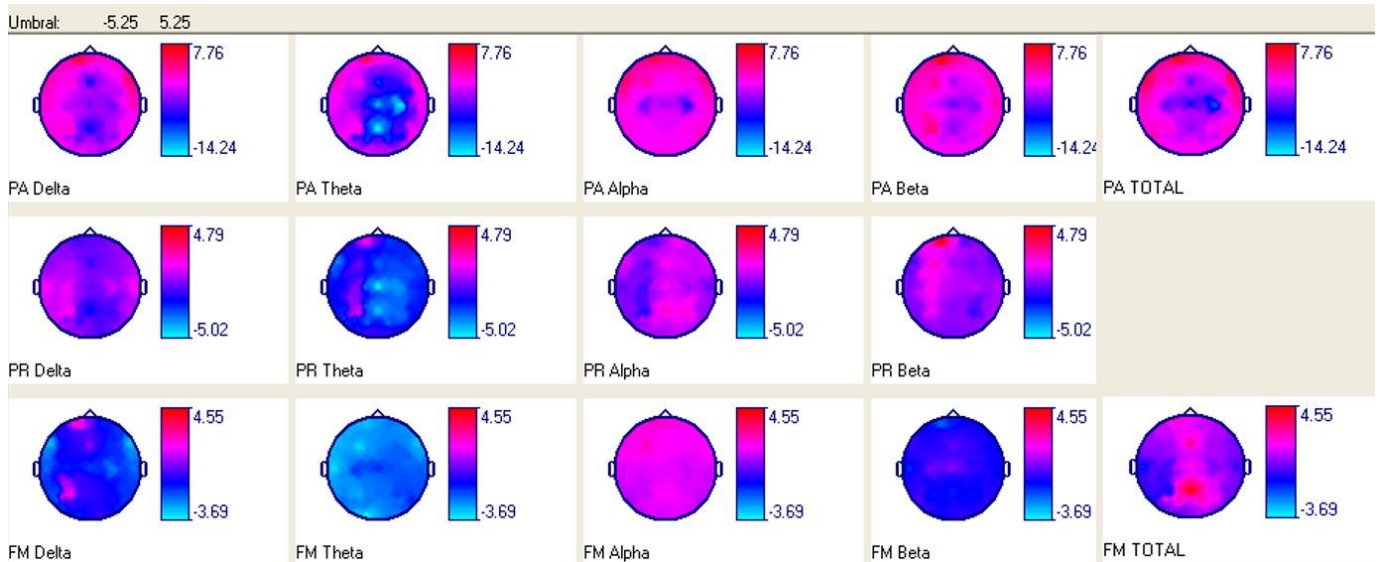 Umbral: -5.25 5.25
7.76 7.76 7.76 7.76 7.76
-14.24 -14.24 -14.24 -14.24 -14.24
PA Delta PA Theta PA Alpha PA Beta PA TOTAL
4.79 4.79 4.79 4.79
-5.02 -5.02 -5.02 -5.02
PR Delta PR Theta PR Alpha PR Beta
4.55 4.55 4.55 4.55 4.55
-3.69 -3.69 -3.69 -3.69 -3.69
FM Delta FM Theta FM Alpha FM Beta FM TOTAL